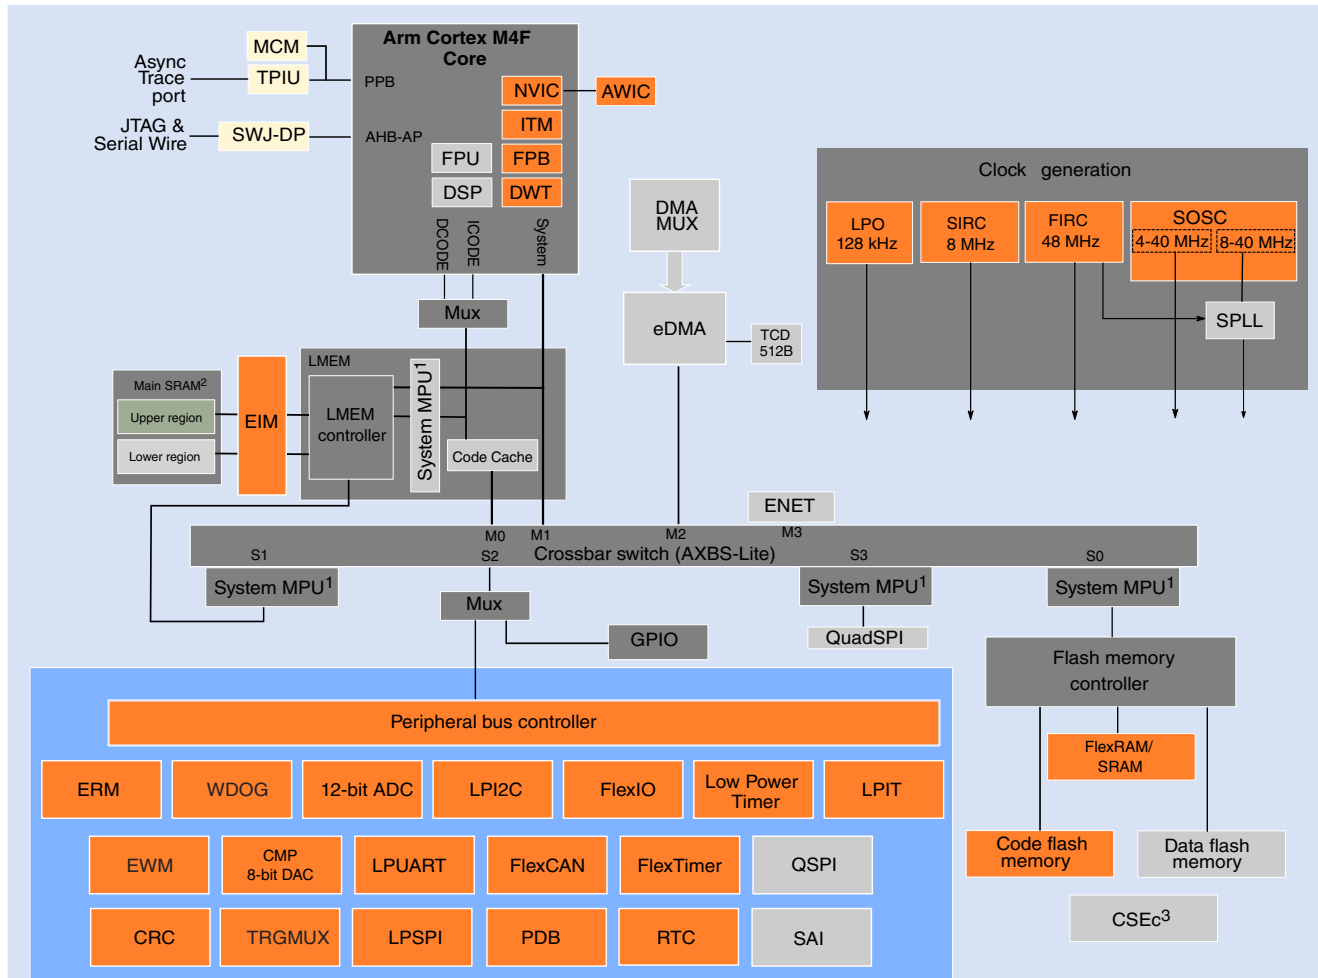 Arm Cortex M4F
Core
MCM
Async
Trace
port
TPIU
PPB
NVIC
AWIC
ITM
JTAG &
Serial Wire
SWJ-DP
AHB-AP
FPU
FPB
DSP
DWT
DCODE
ICODE
System
Mux
DMA
MUX
eDMA
TCD
512B
Clock generation
LPO
128 kHz
SIRC
8 MHz
FIRC
48 MHz
SOSC
4-40 MHz
8-40 MHz
SPLL
Main SRAM2
Upper region
Lower region
EIM
LMEM
LMEM
controller
System MPU1
Code Cache
ENET
M0
M1
M2
M3
Crossbar switch (AXBS-Lite)
S1
S2
S3
S0
System MPU1
Mux
System MPU1
System MPU1
GPIO
QuadSPI
Flash memory
controller
FlexRAM/
SRAM
Code flash
memory
Data flash
memory
CSEc3
Peripheral bus controller
ERM
WDOG
12-bit ADC
LPI2C
FlexIO
Low Power
Timer
LPIT
EWM
CMP
8-bit DAC
LPUART
FlexCAN
FlexTimer
QSPI
CRC
TRGMUX
LPSPI
PDB
RTC
SAI